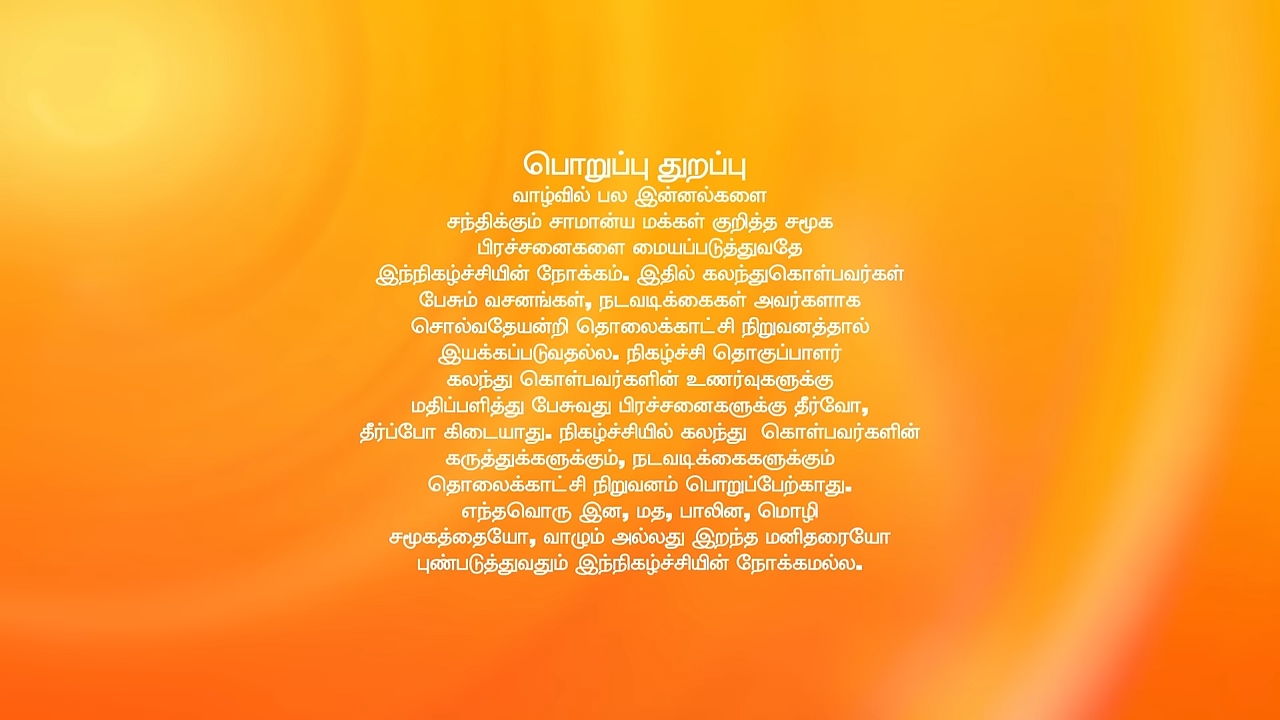 பொறுப்பு துறப்பு
வாழ்வில் பல இன்னல்களை
சந்திக்கும் சாமான்ய மக்கள் குறித்த சமூக
பிரச்சனைகளை மையப்படுத்துவதே
இந்நிகழ்ச்சியின் நோக்கம். இதில் கலந்துகொள்பவர்கள்
பேசும் வசனங்கள், நடவடிக்கைகள் அவர்களாக
சொல்வதேயன்றி தொலைக்காட்சி நிறுவனத்தால்
இயக்கப்படுவதல்ல. நிகழ்ச்சி தொகுப்பாளர்
கலந்து கொள்பவர்களின் உணர்வுகளுக்கு
மதிப்பளித்து பேசுவது பிரச்சனைகளுக்கு தீர்வோ,
தீர்ப்போ கிடையாது. நிகழ்ச்சியில் கலந்து  கொள்பவர்களின்
கருத்துக்களுக்கும், நடவடிக்கைகளுக்கும்
தொலைக்காட்சி நிறுவனம் பொறுப்பேற்காது.
எந்தவொரு இன, மத, பாலின, மொழி
சமூகத்தையோ, வாழும் அல்லது இறந்த மனிதரையோ
புண்படுத்துவதும் இந்நிகழ்ச்சியின் நோக்கமல்ல.